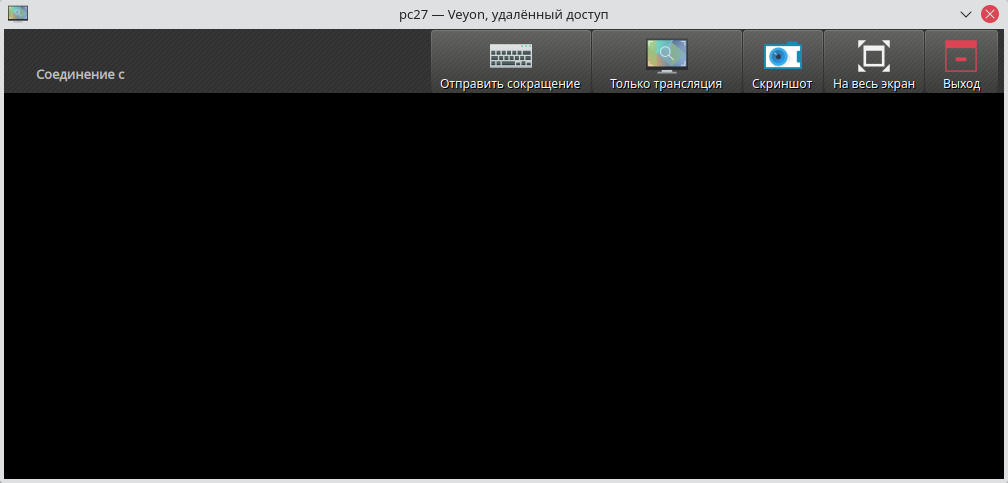 pc27 — Veyon, удалённый доступ
Соединение с
Отправить сокращение
Только трансляция
Скриншот
На весь экран
Выход